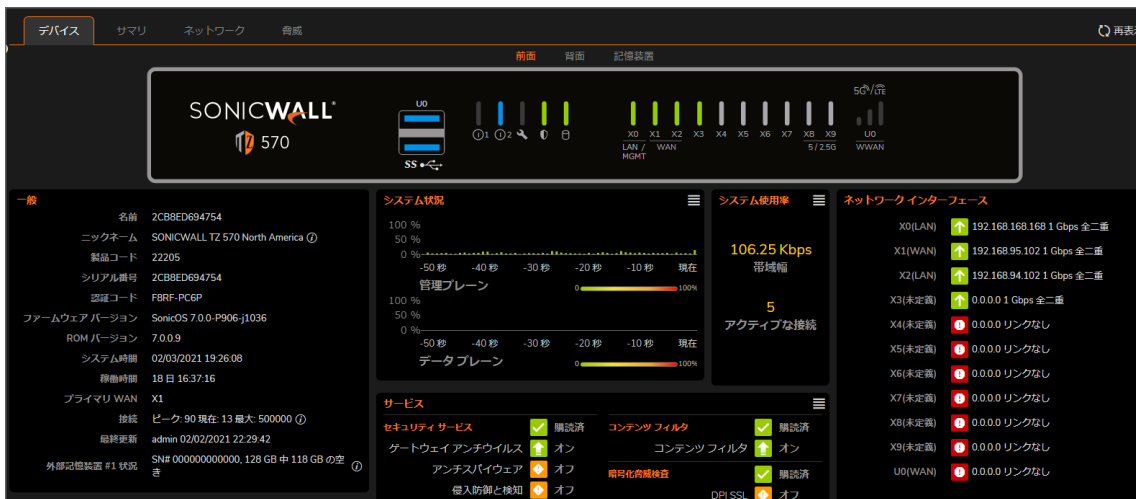 デバイス サマリ ネットワーク 脅威 再表示
前面 背面 記憶装置
SONICWALL
TZ 570
U0
SS
1 2
X0 X1 X2 X3 X4 X5 X6 X7 X8 X9 U0
LAN / MGMT WAN 5 / 2.5G WWAN
5G/LTE
一般
名前 2CB8ED694754
ニックネーム SONICWALL TZ 570 North America
製品コード 22205
シリアル番号 2CB8ED694754
認証コード F8RF-PC6P
ファームウェア バージョン SonicOS 7.0.0-P906-j1036
ROM バージョン 7.0.0.9
システム時間 02/03/2021 19:26:08
稼働時間 18 日 16:37:16
プライマリ WAN X1
接続 ピーク: 90 現在: 13 最大: 500000
最終更新 admin 02/02/2021 22:29:42
外部記憶装置 #1 状況 SN# 000000000000, 128 GB 中 118 GB の空
き
システム状況
100 %
50 %
0 %
-50 秒 -40 秒 -30 秒 -20 秒 -10 秒 現在
管理プレーン 0 100%
100 %
50 %
0 %
-50 秒 -40 秒 -30 秒 -20 秒 -10 秒 現在
データ プレーン 0 100%
システム使用率
106.25 Kbps
帯域幅
5
アクティブな接続
サービス
セキュリティ サービス 購読済
ゲートウェイ アンチウイルス オン
アンチスパイウェア オフ
侵入防御と検知 オフ
コンテンツ フィルタ 購読済
コンテンツ フィルタ オン
暗号化脅威検査 購読済
DPI SSL オフ
ネットワーク インターフェース
X0(LAN) 192.168.168.168 1 Gbps 全二重
X1(WAN) 192.168.95.102 1 Gbps 全二重
X2(LAN) 192.168.94.102 1 Gbps 全二重
X3(未定義) 0.0.0.0 1 Gbps 全二重
X4(未定義) 0.0.0.0 リンクなし
X5(未定義) 0.0.0.0 リンクなし
X6(未定義) 0.0.0.0 リンクなし
X7(未定義) 0.0.0.0 リンクなし
X8(未定義) 0.0.0.0 リンクなし
X9(未定義) 0.0.0.0 リンクなし
U0(WAN) 0.0.0.0 リンクなし